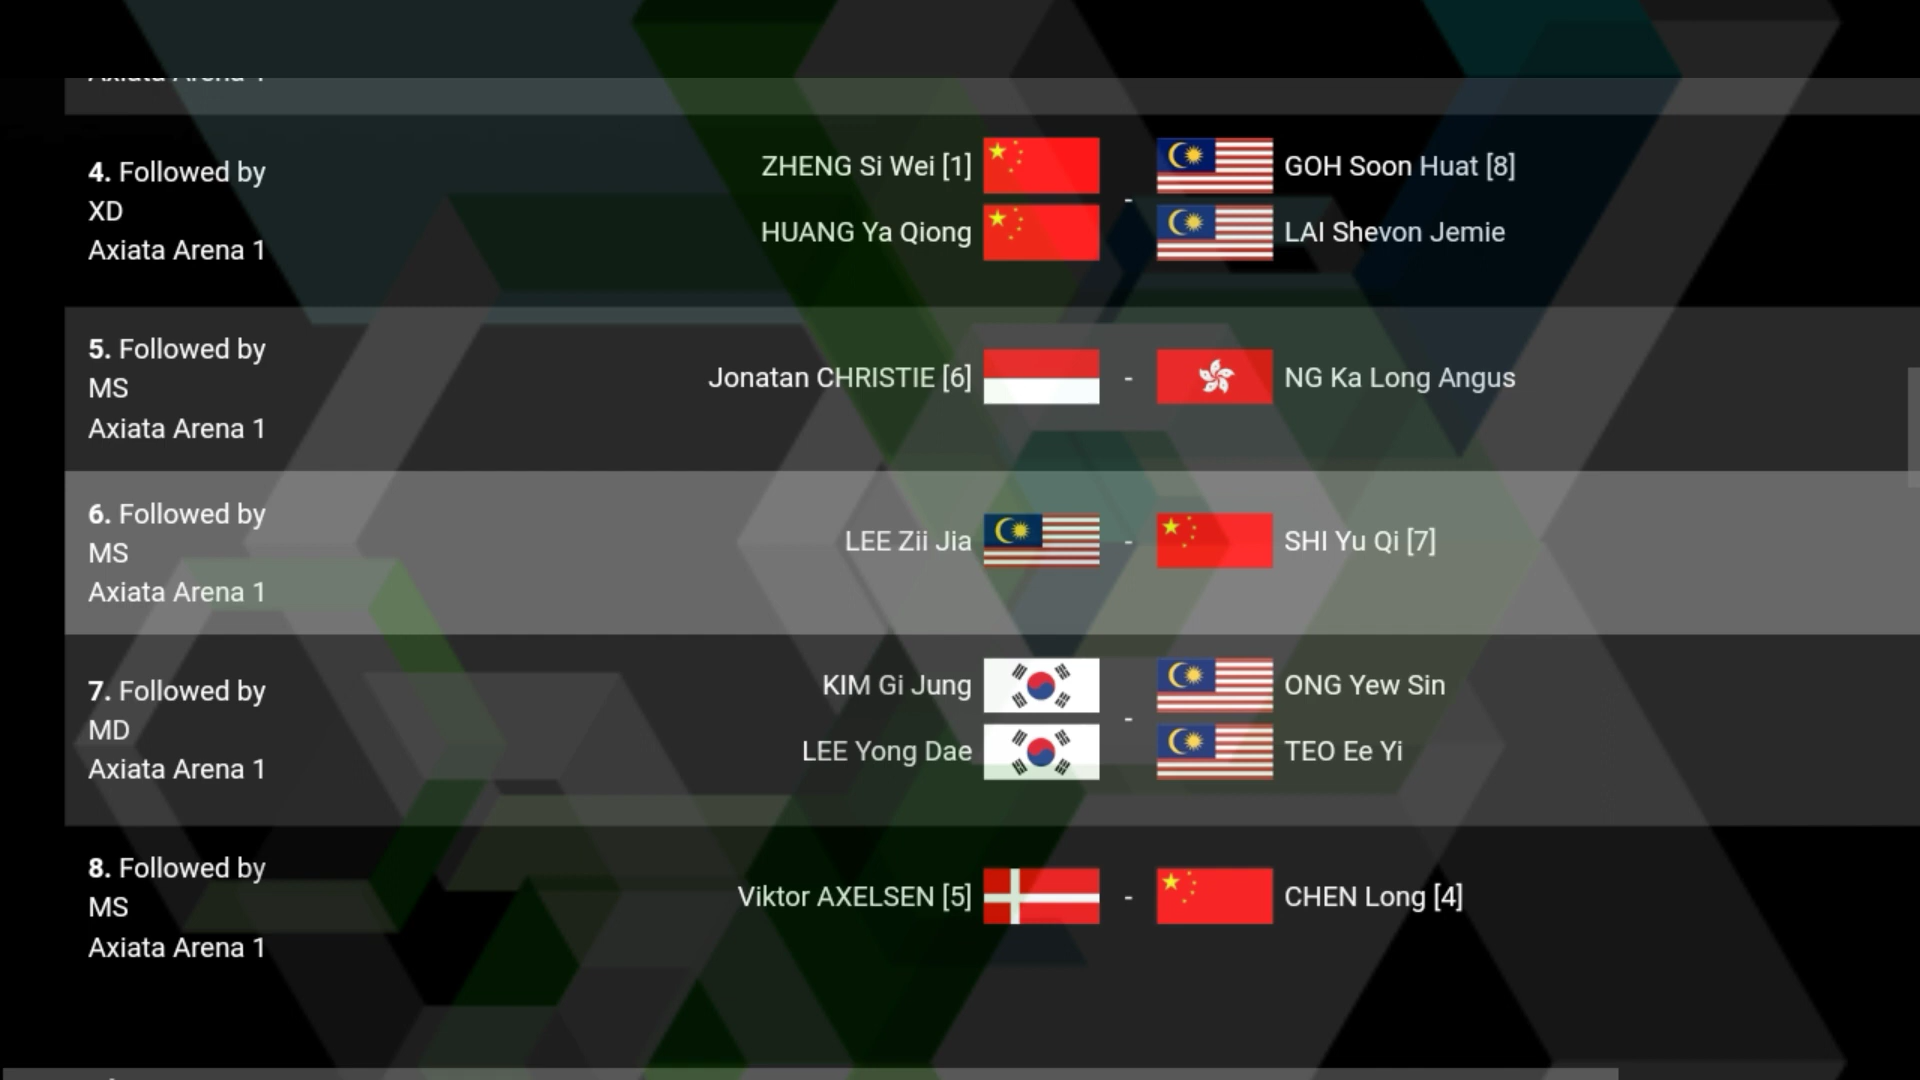 Axiata Arena 1
4. Followed by
XD
Axiata Arena 1
ZHENG Si Wei [1]
HUANG Ya Qiong
-
GOH Soon Huat [8]
LAI Shevon Jemie
5. Followed by
MS
Axiata Arena 1
Jonatan CHRISTIE [6] - NG Ka Long Angus
6. Followed by
MS
Axiata Arena 1
LEE Zii Jia - SHI Yu Qi [7]
7. Followed by
MD
Axiata Arena 1
KIM Gi Jung
LEE Yong Dae
-
ONG Yew Sin
TEO Ee Yi
8. Followed by
MS
Axiata Arena 1
Viktor AXELSEN [5] - CHEN Long [4]